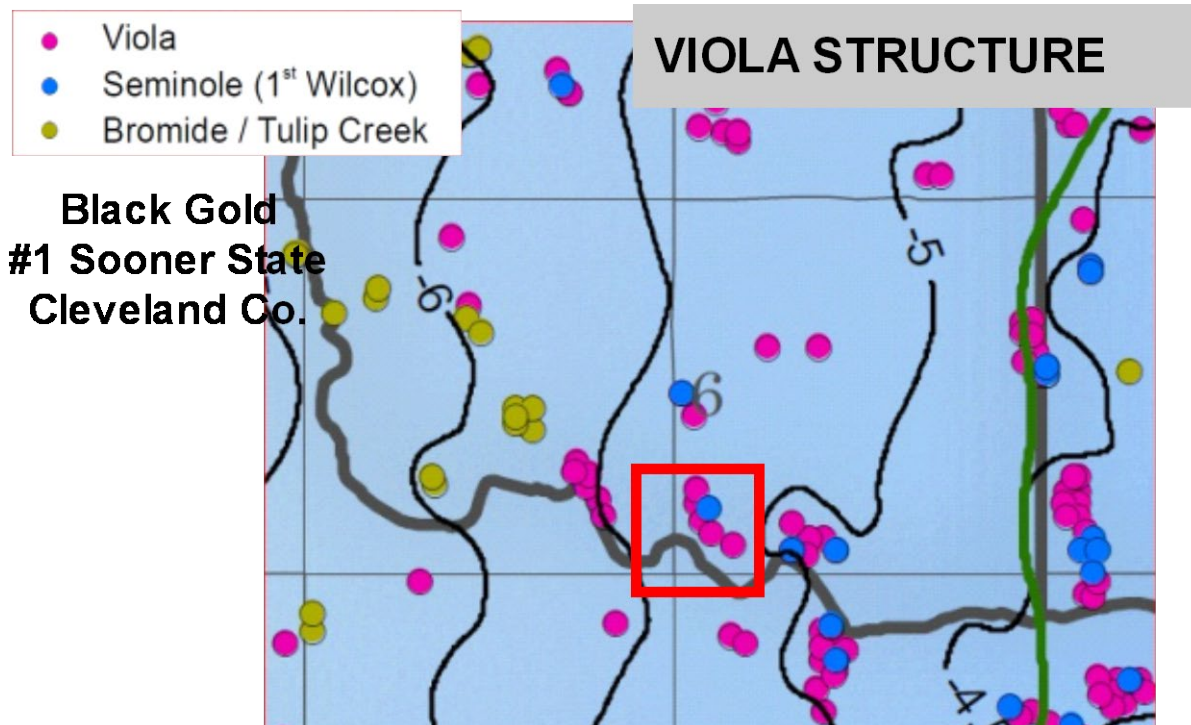 Viola
Seminole (1st Wilcox)
Bromide / Tulip Creek
VIOLA STRUCTURE
Black Gold
#1 Sooner State
Cleveland Co.
-6
-5
6
-4